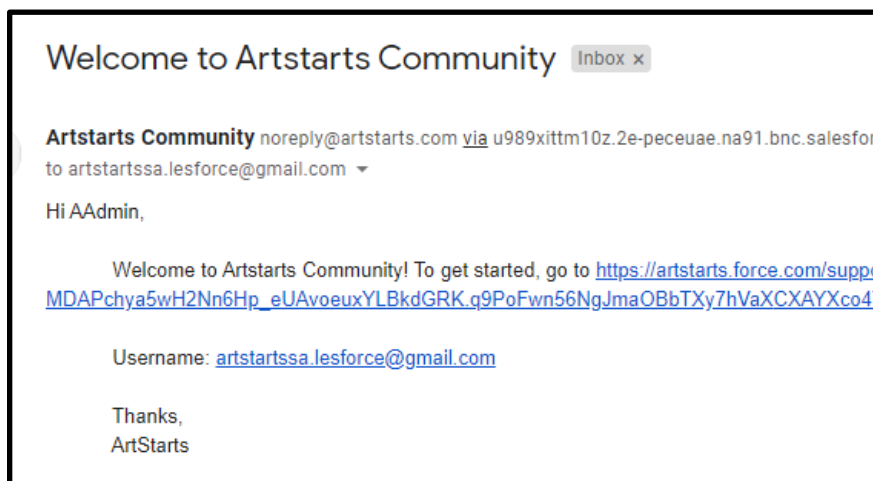 Welcome to Artstarts Community Inbox x
Artstarts Community noreply@artstarts.com via u989xittm10z.2e-peceuae.na91.bnc.salesfor
to artstartssa.lesforce@gmail.com
Hi AAdmin,
Welcome to Artstarts Community! To get started, go to https://artstarts.force.com/supp
MDAPchya5wH2Nn6Hp_eUAvoeuxYLBkdGRK.q9PoFwn56NgJmaOBbTXy7hVaXCXAYXco4
Username: artstartssa.lesforce@gmail.com
Thanks,
ArtStarts